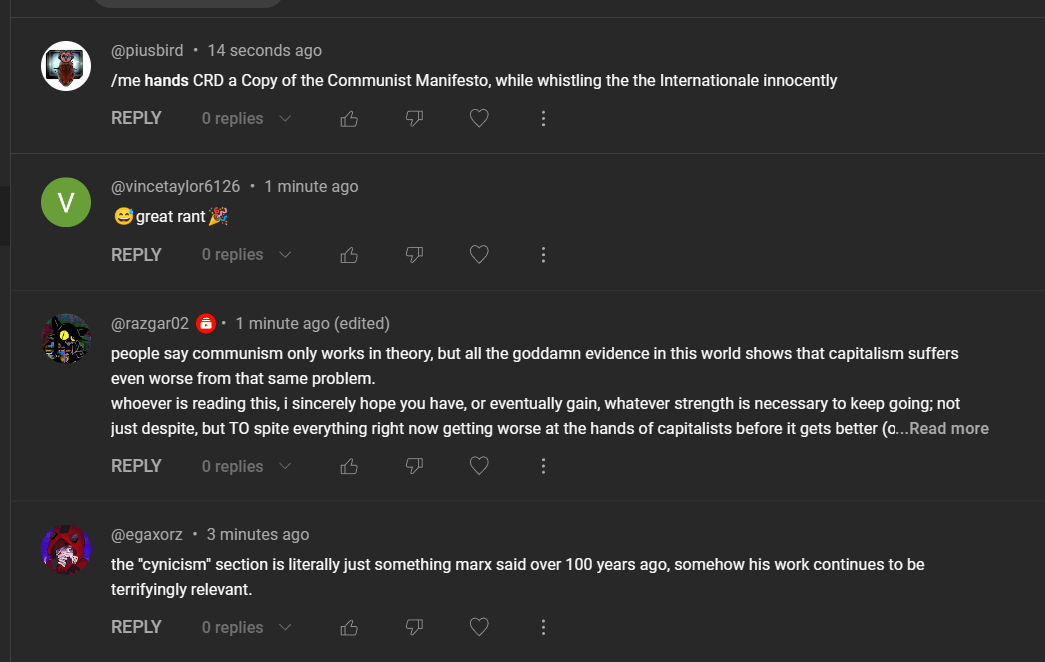 @piusbird • 14 seconds ago
/me hands CRD a Copy of the Communist Manifesto, while whistling the the Internationale innocently
REPLY 0 replies
V
@vincetaylor6126 • 1 minute ago
😅great rant🎉
REPLY 0 replies
@razgar02 • 1 minute ago (edited)
people say communism only works in theory, but all the goddamn evidence in this world shows that capitalism suffers
even worse from that same problem.
whoever is reading this, i sincerely hope you have, or eventually gain, whatever strength is necessary to keep going; not
just despite, but TO spite everything right now getting worse at the hands of capitalists before it gets better (...Read more
REPLY 0 replies
@egaxorz • 3 minutes ago
the "cynicism" section is literally just something marx said over 100 years ago, somehow his work continues to be
terrifyingly relevant.
REPLY 0 replies